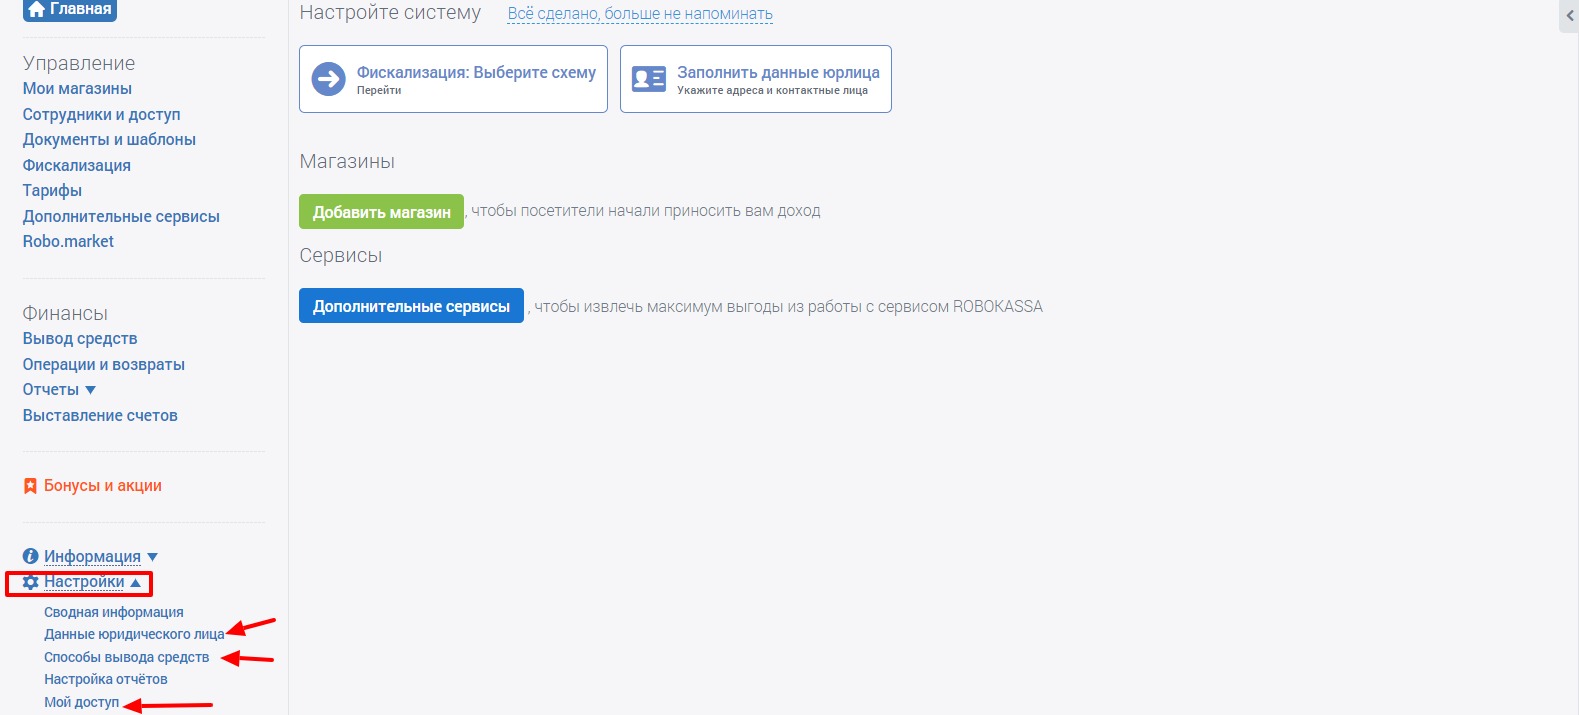 Главная
Управление
Мои магазины
Сотрудники и доступ
Документы и шаблоны
Фискализация
Тарифы
Дополнительные сервисы
Robo.market
Финансы
Вывод средств
Операции и возвраты
Отчеты
Выставление счетов
Бонусы и акции
Информация
Настройки
Сводная информация
Данные юридического лица
Способы вывода средств
Настройка отчётов
Мой доступ
Настройте систему Всё сделано, больше не напоминать
Фискализация: Выберите схему
Перейти
Заполнить данные юрлица
Укажите адреса и контактные лица
Магазины
Добавить магазин, чтобы посетители начали приносить вам доход
Сервисы
Дополнительные сервисы, чтобы извлечь максимум выгоды из работы с сервисом ROBOKASSA